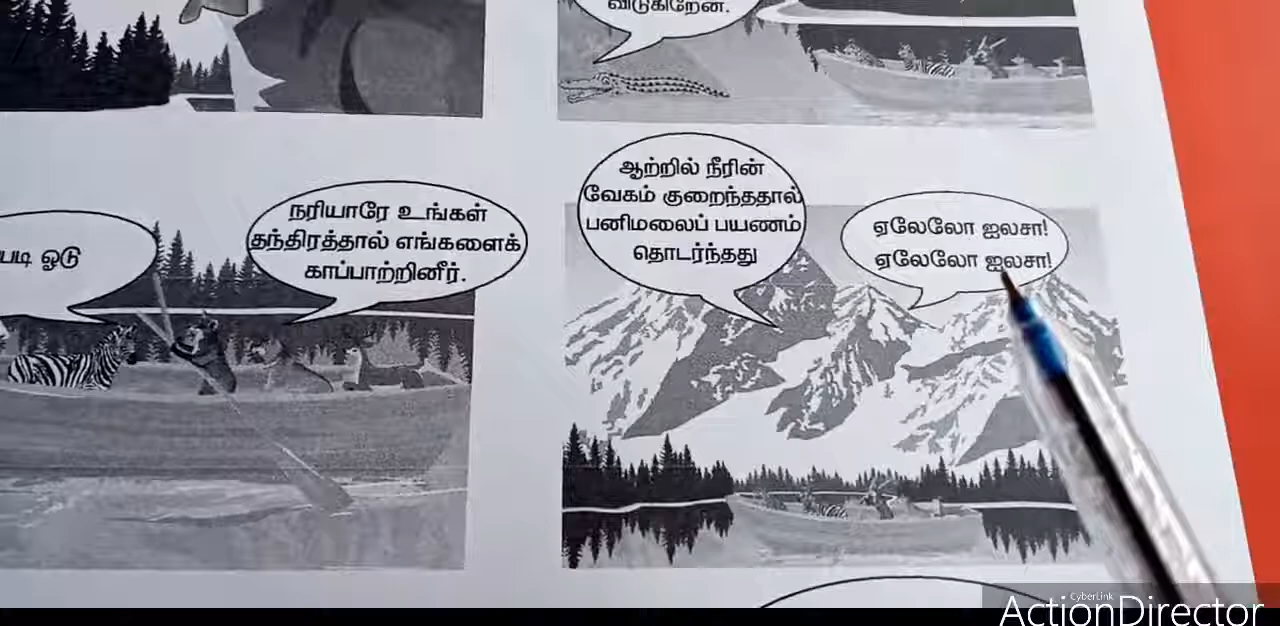 விடுகிறேன்.
படி ஓடு
நரியாரே உங்கள்
தந்திரத்தால் எங்களைக்
காப்பாற்றினீர்.
ஆற்றில் நீரின்
வேகம் குறைந்ததால்
பனிமலைப் பயணம்
தொடர்ந்தது
ஏலேலோ ஐலசா!
ஏலேலோ ஐலசா!
CyberLink
ActionDirector